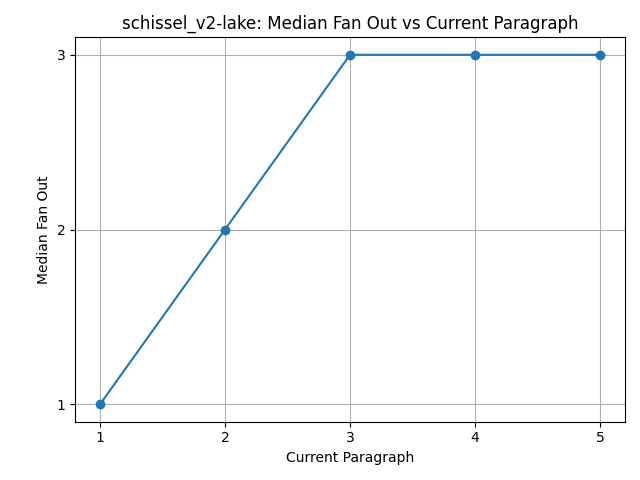 schissel_v2-lake: Median Fan Out vs Current Paragraph
3
2
1
Median Fan Out
1 2 3 4 5
Current Paragraph